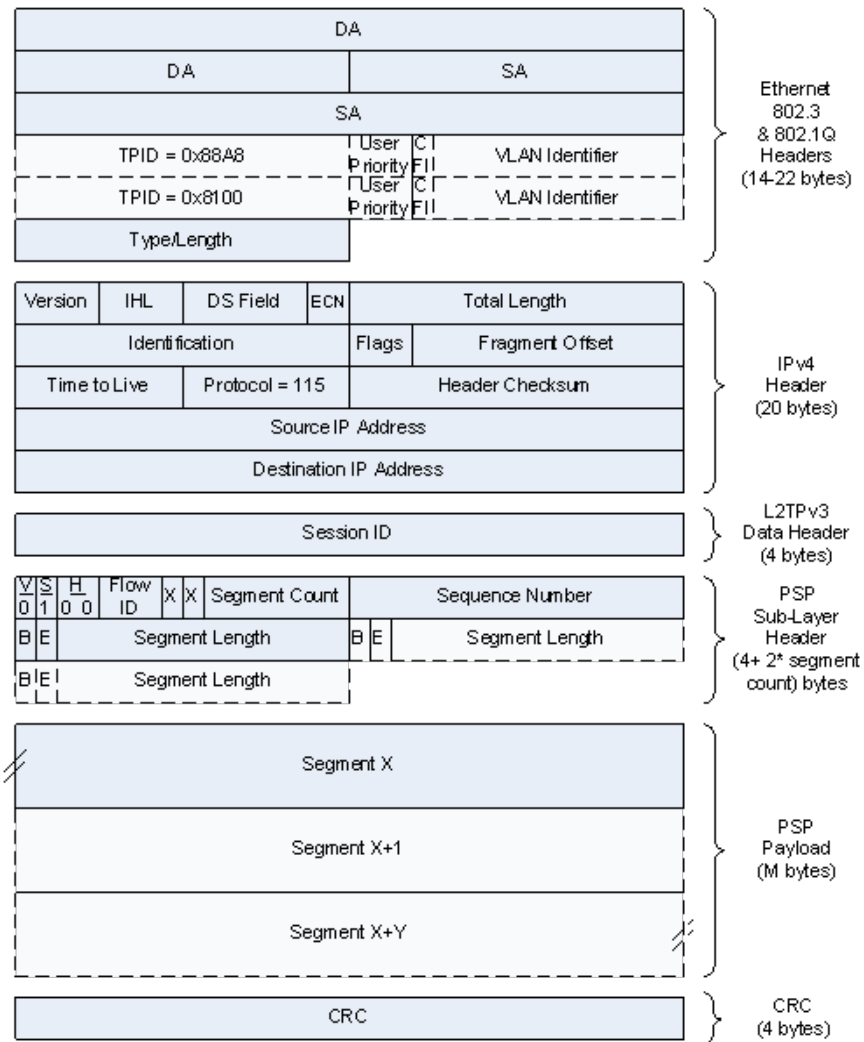 DA
DA SA
SA
TPID = 0x88A8 User Priority CFI VLAN Identifier
TPID = 0x8100 User Priority CFI VLAN Identifier
Type/Length
Ethernet
802.3
& 802.1Q
Headers
(14-22 bytes)
Version IHL DS Field ECN Total Length
Identification Flags Fragment Offset
Time to Live Protocol = 115 Header Checksum
Source IP Address
Destination IP Address
IPv4
Header
(20 bytes)
Session ID
L2TPv3
Data Header
(4 bytes)
V 0 S 1 H 0 0 Flow ID X X Segment Count Sequence Number
B E Segment Length B E Segment Length
B E Segment Length
PSP
Sub-Layer
Header
(4+ 2* segment
count) bytes
Segment X
Segment X+1
Segment X+Y
PSP
Payload
(M bytes)
CRC
CRC
(4 bytes)